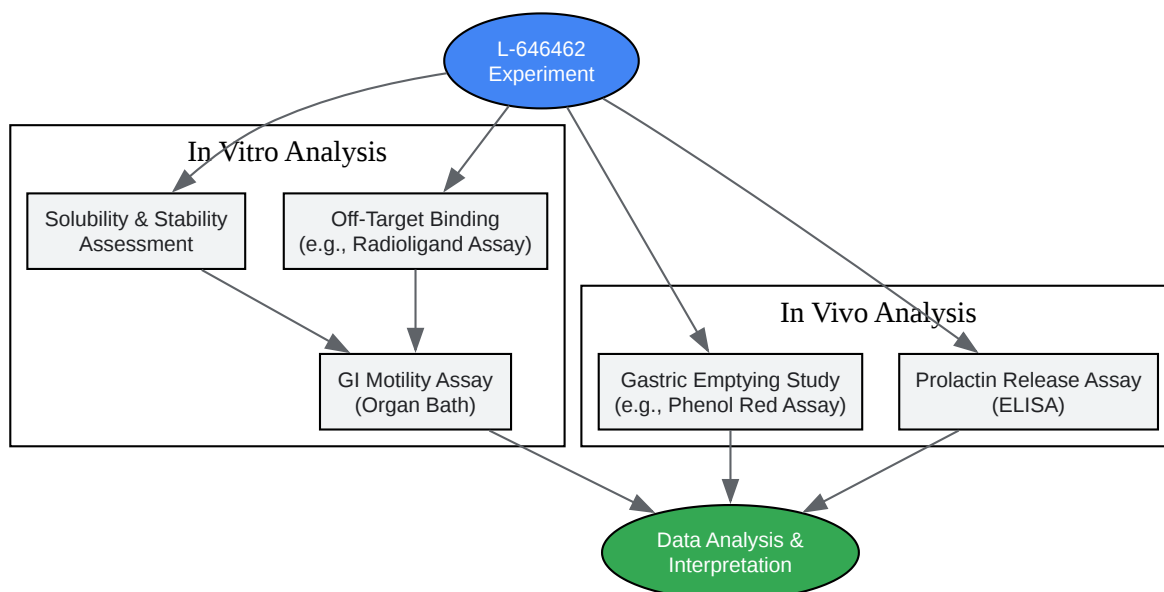 L-646462
Experiment
In Vitro Analysis
Solubility & Stability
Assessment
Off-Target Binding
(e.g., Radioligand Assay)
GI Motility Assay
(Organ Bath)
In Vivo Analysis
Gastric Emptying Study
(e.g., Phenol Red Assay)
Prolactin Release Assay
(ELISA)
Data Analysis &
Interpretation